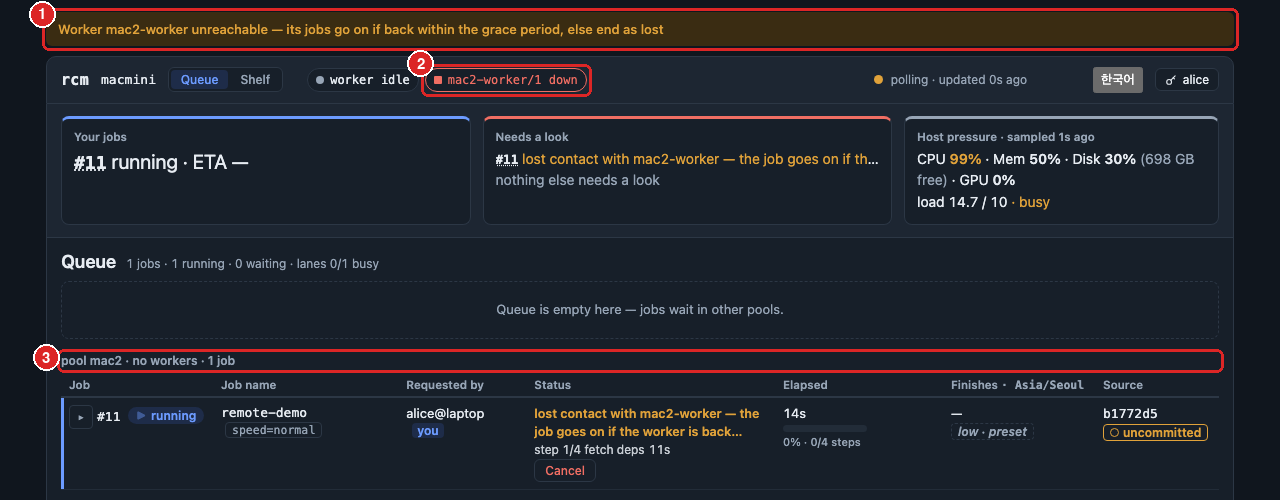 1
Worker mac2-worker unreachable — its jobs go on if back within the grace period, else end as lost
2
rcm macmini Queue Shelf worker idle mac2-worker/1 down polling · updated 0s ago 한국어 alice
Your jobs
#11 running · ETA —
Needs a look
#11 lost contact with mac2-worker — the job goes on if th...
nothing else needs a look
Host pressure · sampled 1s ago
CPU 99% · Mem 50% · Disk 30% (698 GB
free) · GPU 0%
load 14.7 / 10 · busy
Queue 1 jobs · 1 running · 0 waiting · lanes 0/1 busy
Queue is empty here — jobs wait in other pools.
3
pool mac2 · no workers · 1 job
Job Job name Requested by Status Elapsed Finishes · Asia/Seoul Source
#11 running
remote-demo
speed=normal
alice@laptop
you
lost contact with mac2-worker — the
job goes on if the worker is back...
step 1/4 fetch deps 11s
Cancel
14s
0% · 0/4 steps
—
low · preset
b1772d5
uncommitted